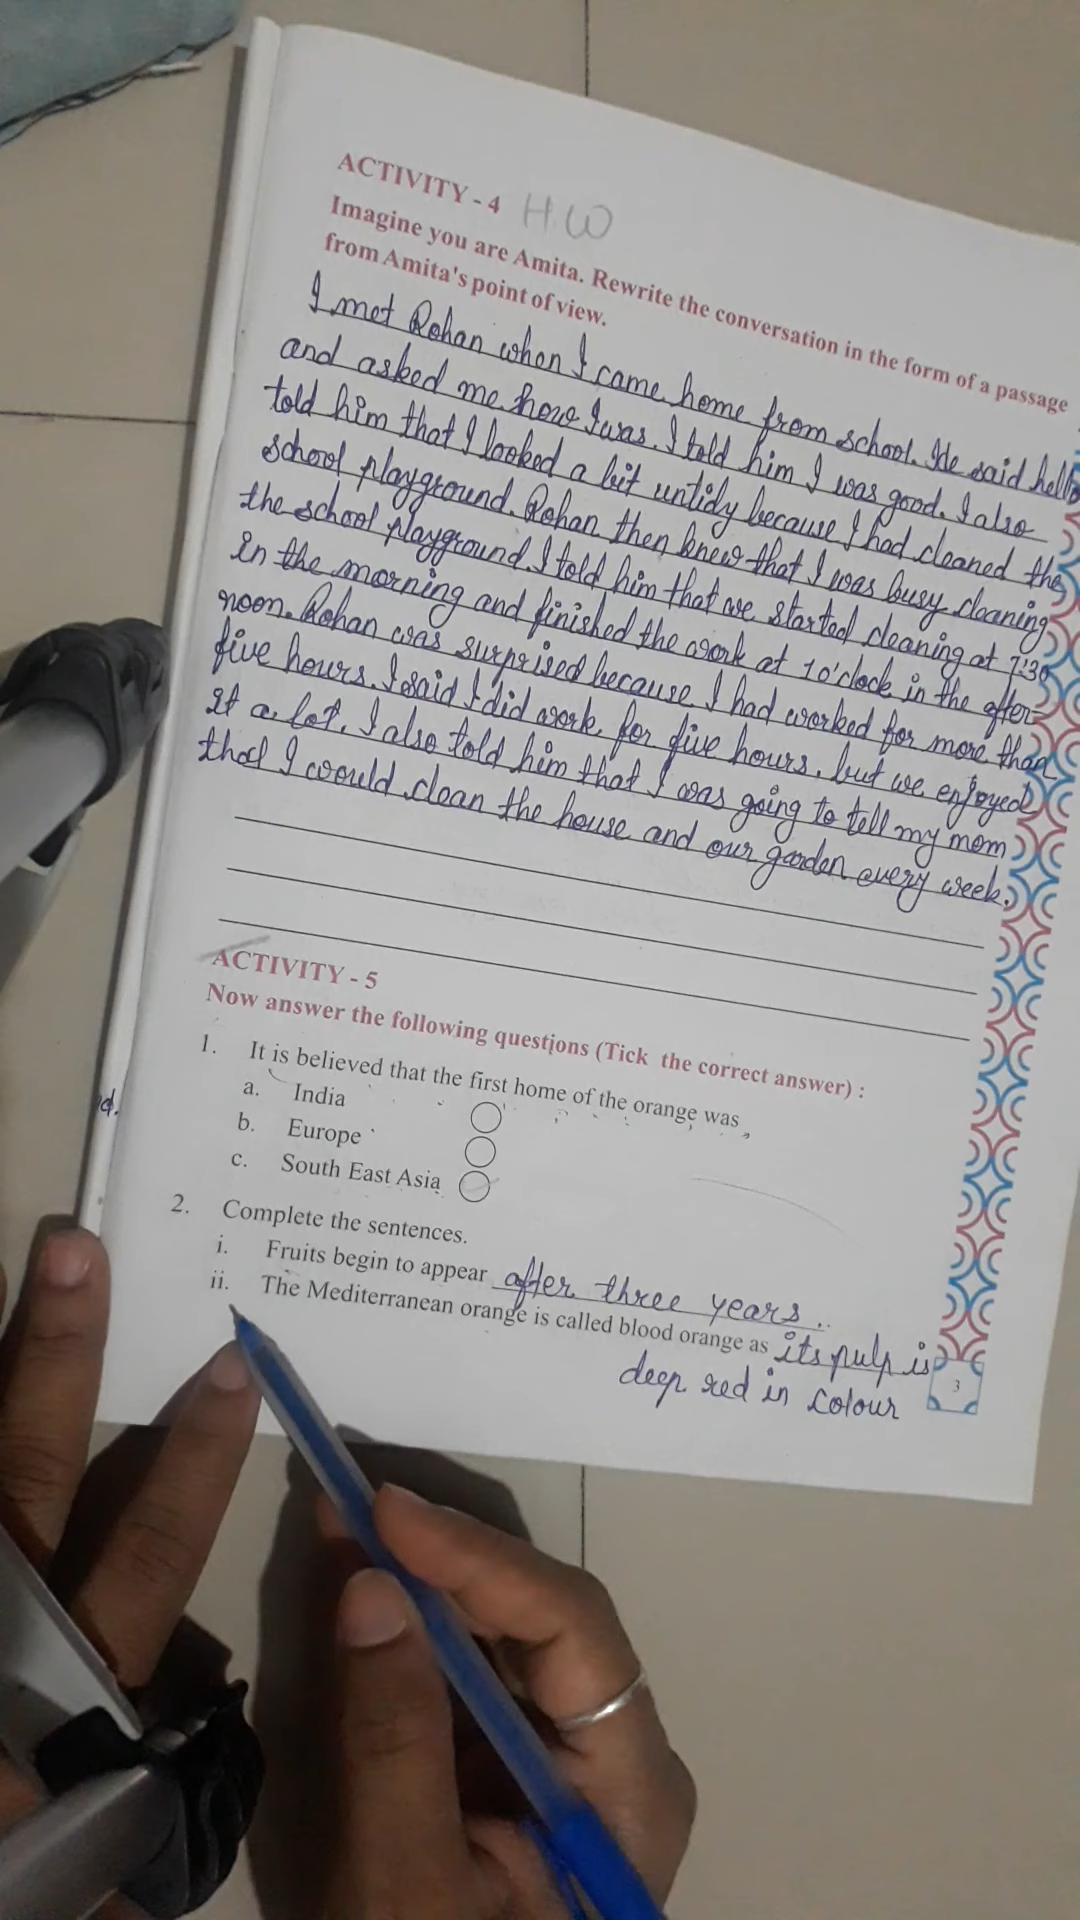 ACTIVITY - 4 H.W
Imagine you are Amita. Rewrite the conversation in the form of a passage
from Amita's point of view.
I met Rohan when I came home from school. He said hello
and asked me how I was. I told him I was good. I also
told him that I looked a bit untidy because I had cleaned the
school playground. Rohan then knew that I was busy cleaning
the school playground. I told him that we started cleaning at 7:30
in the morning and finished the work at 1 o'clock in the after-
noon. Rohan was surprised because I had worked for more than
five hours. I said I did work for five hours, but we enjoyed
it a lot. I also told him that I was going to tell my mom
that I would clean the house and our garden every week.
ACTIVITY - 5
Now answer the following questions (Tick the correct answer) :
1. It is believed that the first home of the orange was
a. India
b. Europe
c. South East Asia
2. Complete the sentences.
i. Fruits begin to appear after three years..
ii. The Mediterranean orange is called blood orange as its pulp is
deep red in colour
3
d.